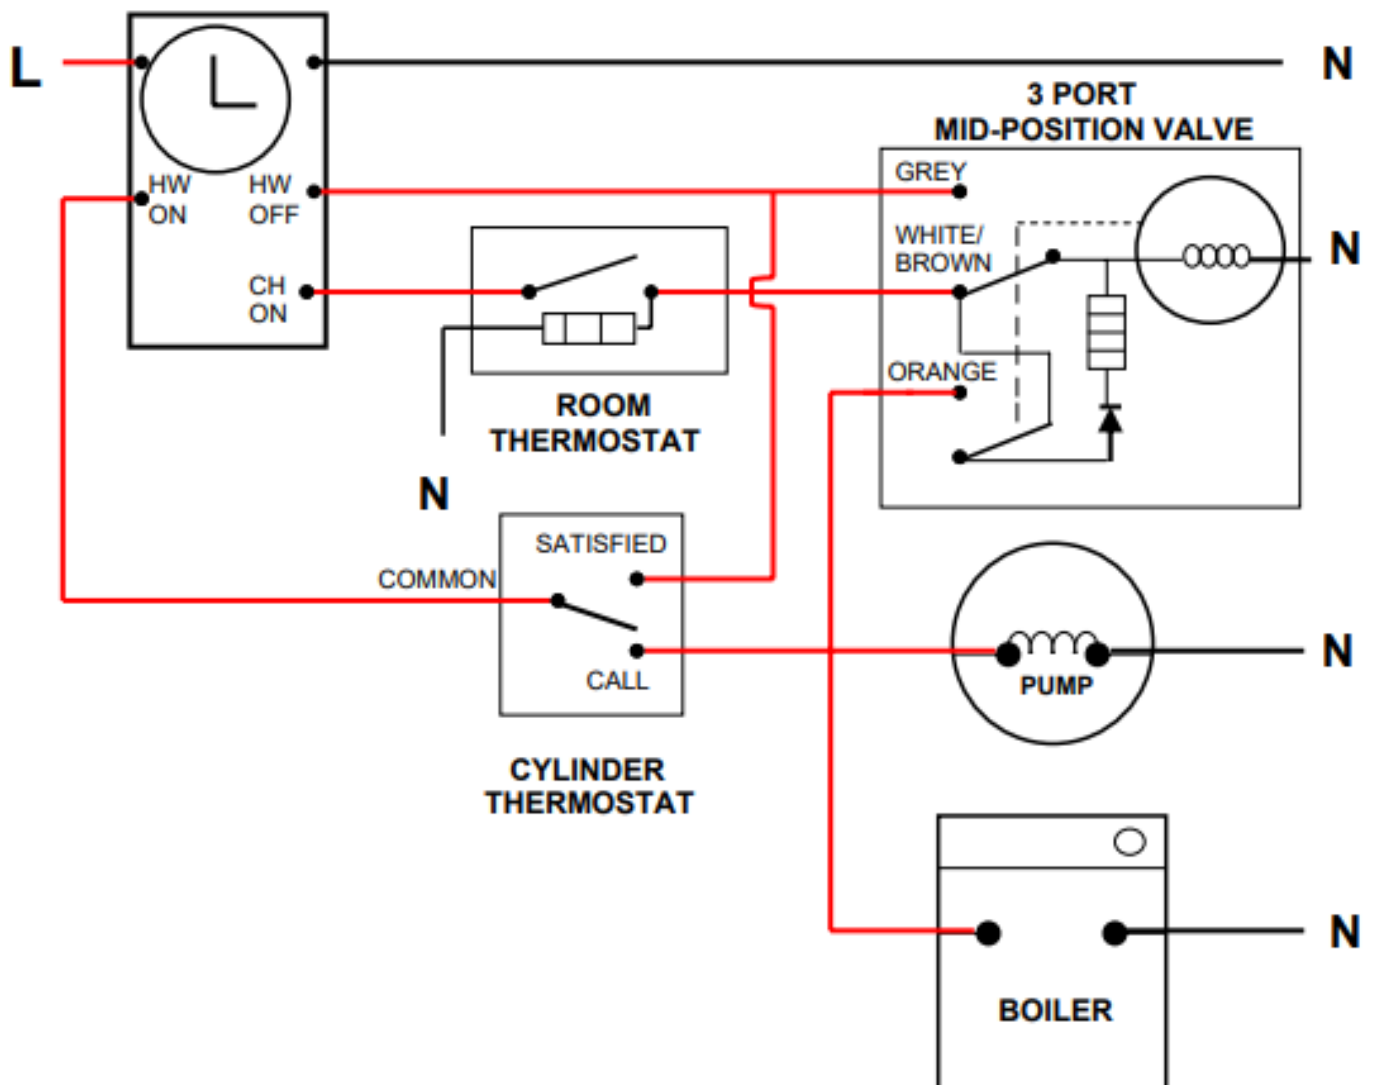 L
N
3 PORT
MID-POSITION VALVE
GREY
HW
ON
HW
OFF
WHITE/
BROWN
N
CH
ON
ORANGE
ROOM
THERMOSTAT
N
SATISFIED
COMMON
CALL
N
PUMP
CYLINDER
THERMOSTAT
N
BOILER